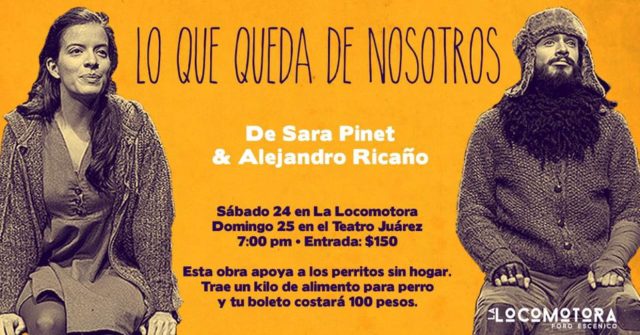 LO QUE QUEDA DE NOSOTROS
De Sara Pinet
& Alejandro Ricaño
Sábado 24 en La Locomotora
Domingo 25 en el Teatro Juárez
7:00 pm • Entrada: $150
Esta obra apoya a los perritos sin hogar.
Trae un kilo de alimento para perro
y tu boleto costará 100 pesos.
LA LOCOMOTORA
FORO ESCÉNICO